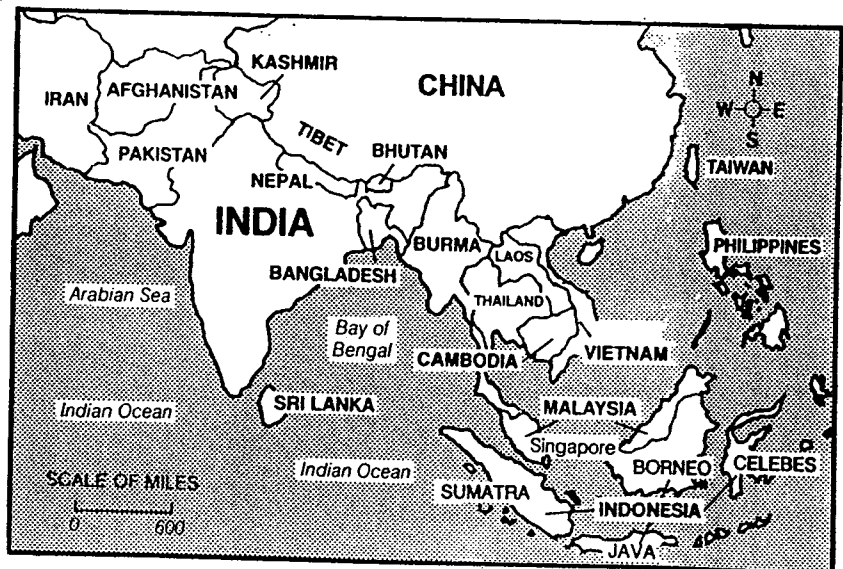 KASHMIR
CHINA
IRAN
AFGHANISTAN
N
W
E
S
TIBET
PAKISTAN
BHUTAN
TAIWAN
NEPAL
INDIA
BURMA
LAOS
PHILIPPINES
BANGLADESH
Arabian Sea
THAILAND
Bay of
Bengal
CAMBODIA
VIETNAM
SRI LANKA
Indian Ocean
MALAYSIA
Singapore
Indian Ocean
BORNEO
CELEBES
SCALE OF MILES
0
600
SUMATRA
INDONESIA
JAVA